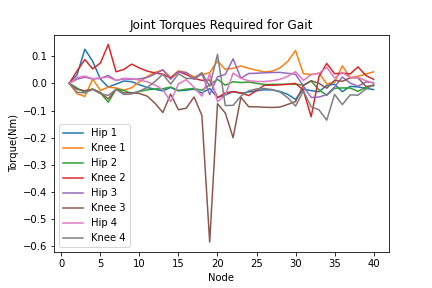 Joint Torques Required for Gait
Torque(Nm)
0.1
0.0
−0.1
−0.2
−0.3
−0.4
−0.5
−0.6
Hip 1
Knee 1
Hip 2
Knee 2
Hip 3
Knee 3
Hip 4
Knee 4
0 5 10 15 20 25 30 35 40
Node